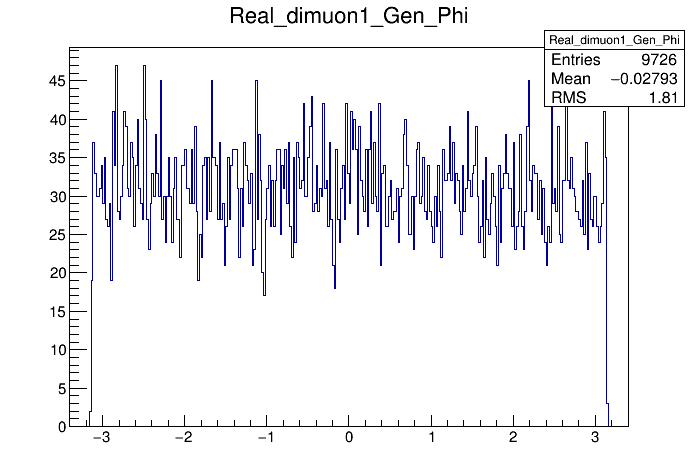 Real_dimuon1_Gen_Phi
Real_dimuon1_Gen_Phi
Entries 9726
Mean −0.02793
RMS 1.81
45
40
35
30
25
20
15
10
5
0
−3 −2 −1 0 1 2 3